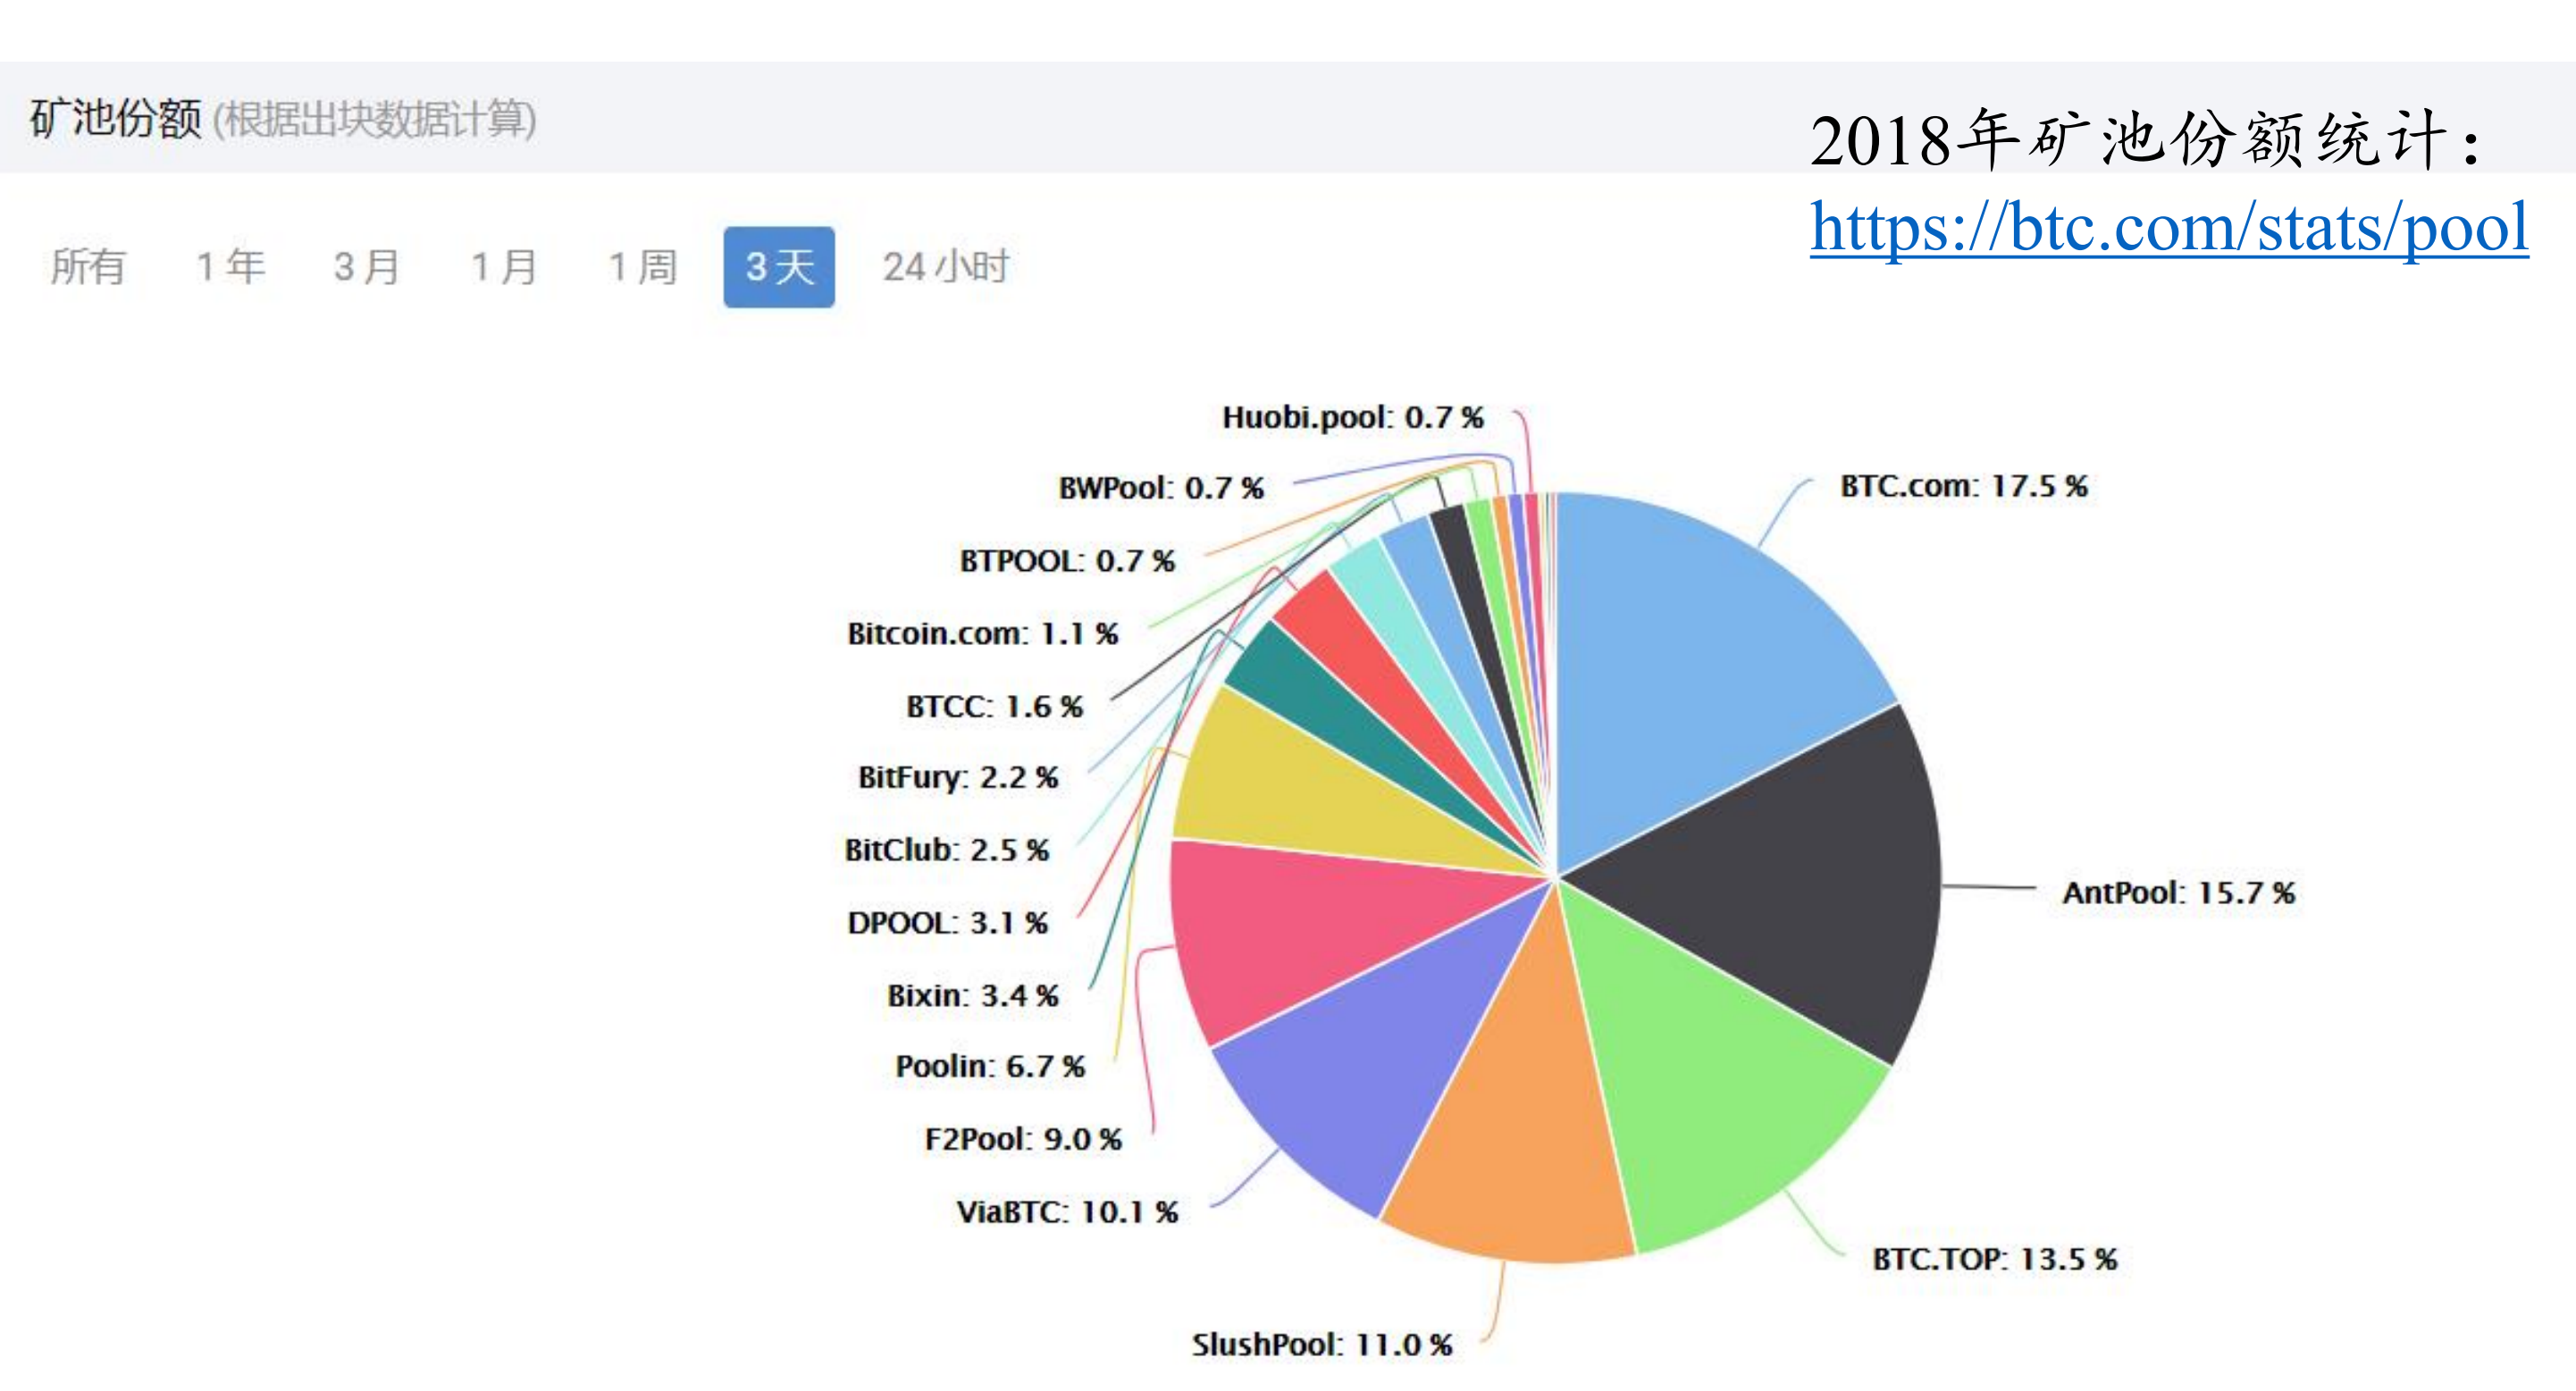 矿池份额 (根据出块数据计算)
2018年矿池份额统计：
https://btc.com/stats/pool
所有 1 年 3 月 1 月 1 周 3 天 24 小时
Huobi.pool: 0.7 %
BWPool: 0.7 %
BTC.com: 17.5 %
BTPOOL: 0.7 %
Bitcoin.com: 1.1 %
BTCC: 1.6 %
BitFury: 2.2 %
BitClub: 2.5 %
AntPool: 15.7 %
DPOOL: 3.1 %
Bixin: 3.4 %
Poolin: 6.7 %
F2Pool: 9.0 %
ViaBTC: 10.1 %
BTC.TOP: 13.5 %
SlushPool: 11.0 %